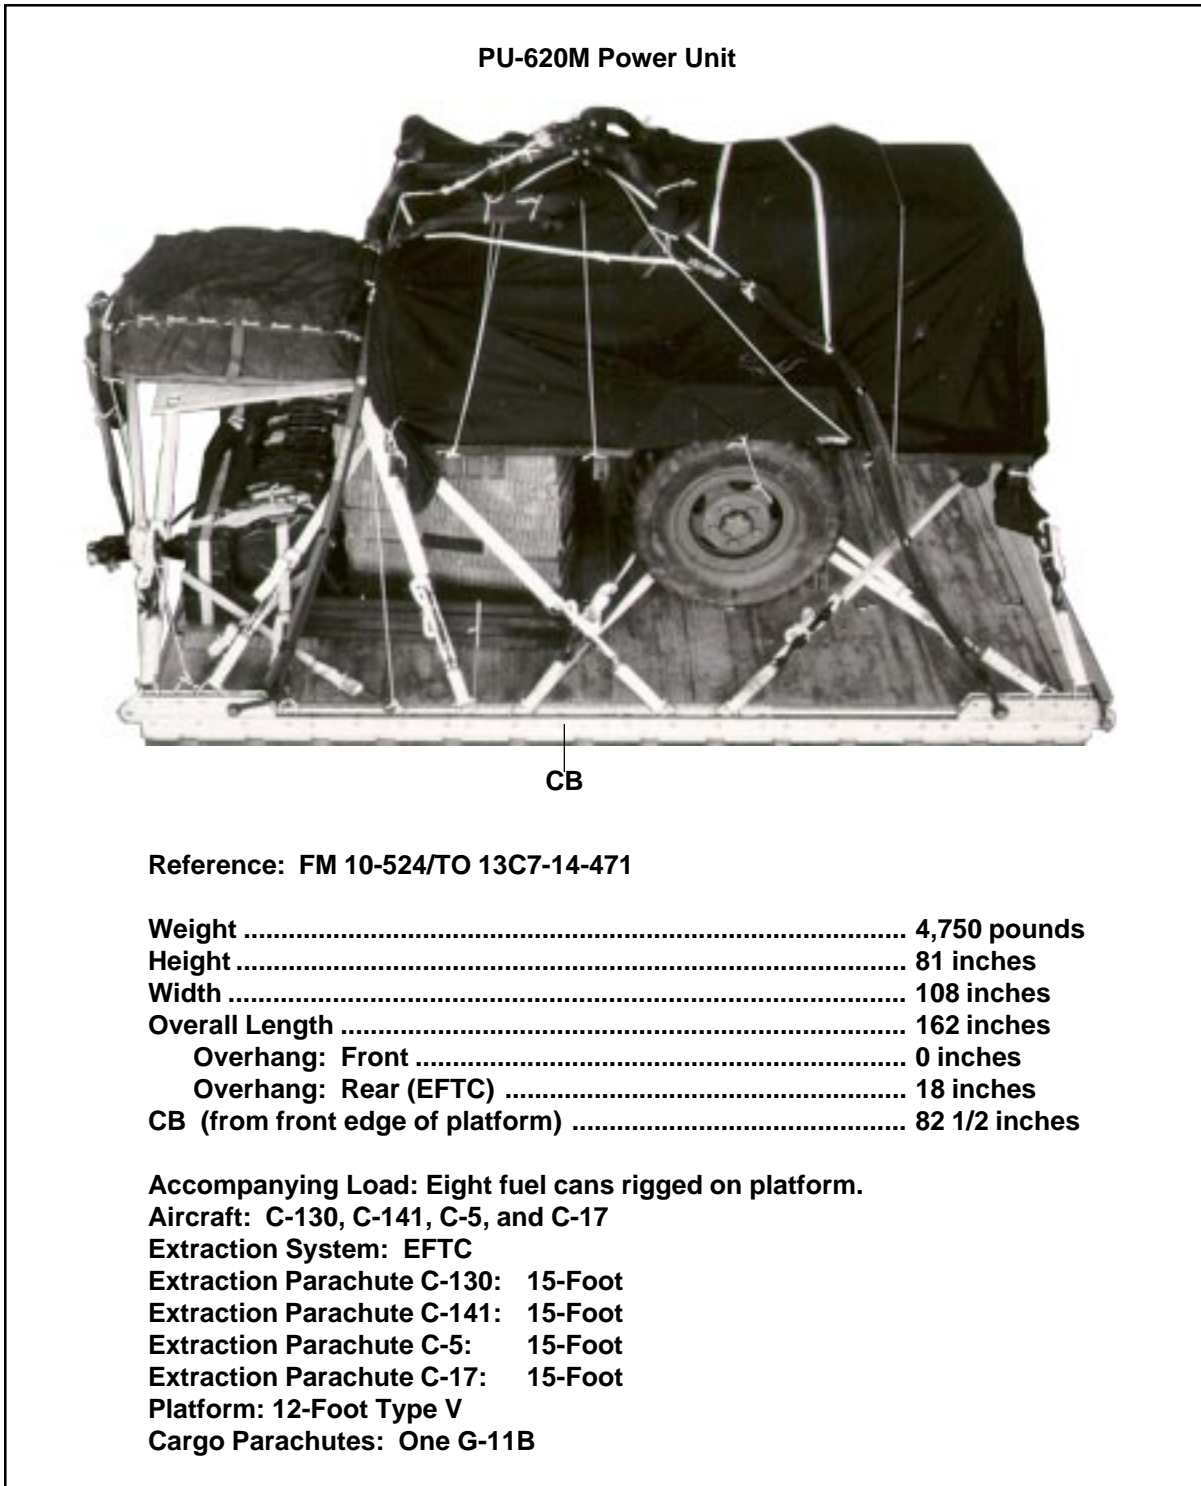 PU-620M Power Unit
CB
Reference: FM 10-524/TO 13C7-14-471
Weight .......................................................................................... 4,750 pounds
Height ........................................................................................... 81 inches
Width ............................................................................................ 108 inches
Overall Length ............................................................................. 162 inches
Overhang: Front .................................................................. 0 inches
Overhang: Rear (EFTC) ...................................................... 18 inches
CB (from front edge of platform) ............................................. 82 1/2 inches
Accompanying Load: Eight fuel cans rigged on platform.
Aircraft: C-130, C-141, C-5, and C-17
Extraction System: EFTC
Extraction Parachute C-130: 15-Foot
Extraction Parachute C-141: 15-Foot
Extraction Parachute C-5: 15-Foot
Extraction Parachute C-17: 15-Foot
Platform: 12-Foot Type V
Cargo Parachutes: One G-11B